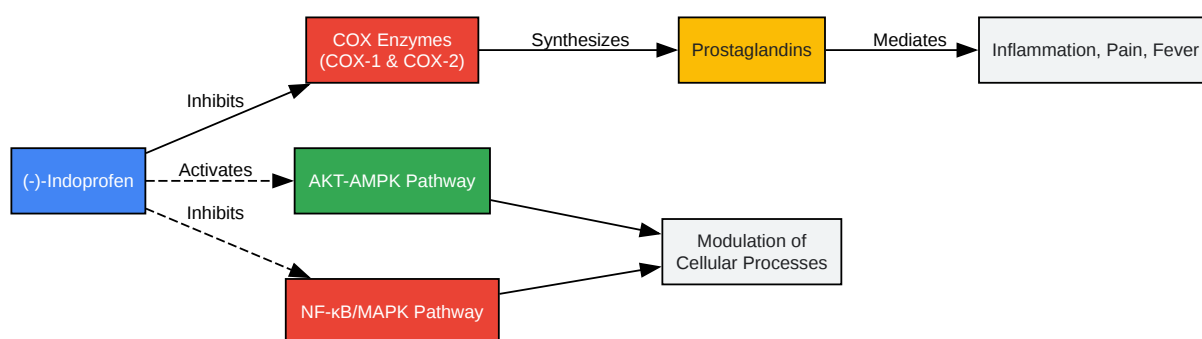 COX Enzymes
(COX-1 & COX-2)
Synthesizes
Prostaglandins
Mediates
Inflammation, Pain, Fever
Inhibits
(-)-Indoprofen
Activates
AKT-AMPK Pathway
Inhibits
Modulation of
Cellular Processes
NF-κB/MAPK Pathway